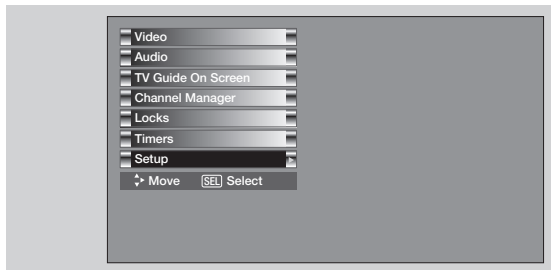 Video
Audio
TV Guide On Screen
Channel Manager
Locks
Timers
Setup
Move SEL Select